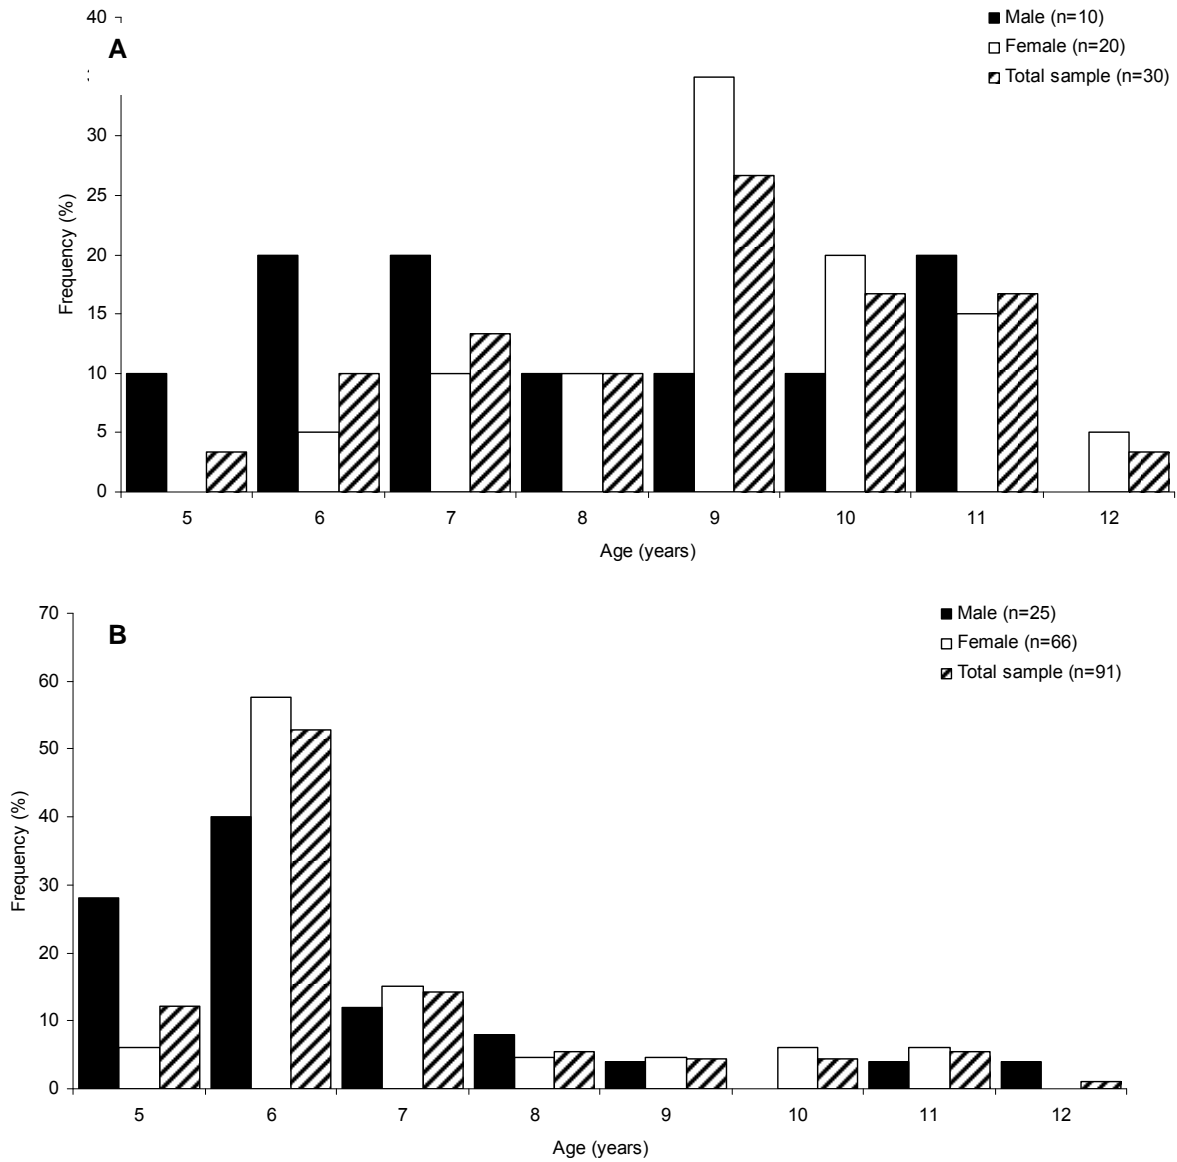 40
A
Male (n=10)
Female (n=20)
Total sample (n=30)
30
25
20
15
10
5
0
Frequency (%)
5 6 7 8 9 10 11 12
Age (years)
70
B
Male (n=25)
Female (n=66)
Total sample (n=91)
60
50
40
30
20
10
0
Frequency (%)
5 6 7 8 9 10 11 12
Age (years)